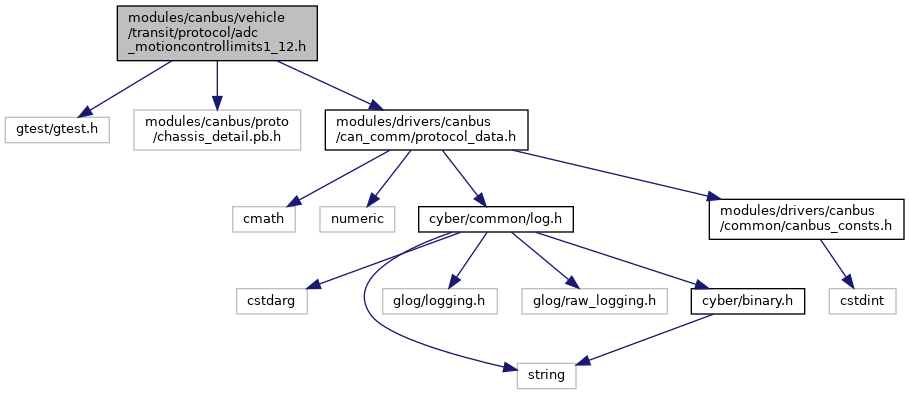 modules/canbus/vehicle
/transit/protocol/adc
_motioncontrollimits1_12.h
gtest/gtest.h
modules/canbus/proto
/chassis_detail.pb.h
modules/drivers/canbus
/can_comm/protocol_data.h
cmath
numeric
cyber/common/log.h
modules/drivers/canbus
/common/canbus_consts.h
cstdarg
glog/logging.h
glog/raw_logging.h
cyber/binary.h
cstdint
string